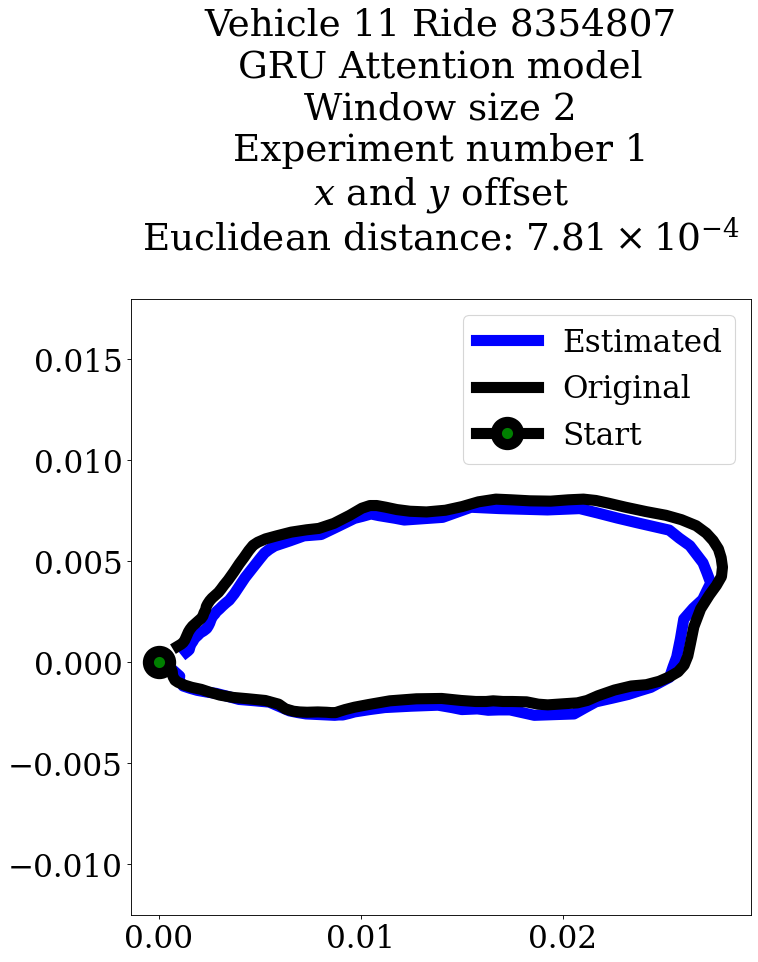 Vehicle 11 Ride 8354807
GRU Attention model
Window size 2
Experiment number 1
x and y offset
Euclidean distance: 7.81 × 10⁻⁴
Estimated
Original
Start
0.015
0.010
0.005
0.000
−0.005
−0.010
0.00 0.01 0.02